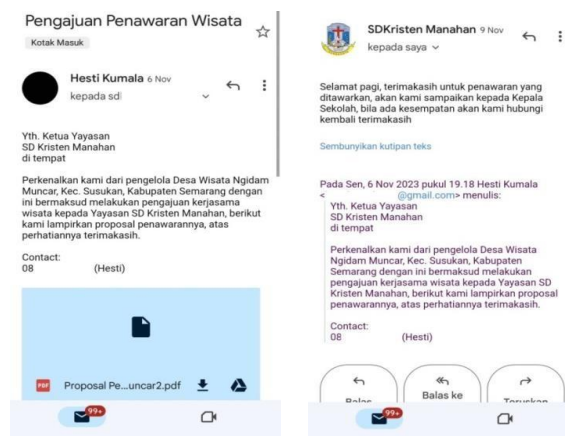 Pengajuan Penawaran Wisata
Kotak Masuk
Hesti Kumala 6 Nov
kepada sd
Yth. Ketua Yayasan
SD Kristen Manahan
di tempat
Perkenalkan kami dari pengelola Desa Wisata Ngidam
Muncar, Kec. Susukan, Kabupaten Semarang dengan
ini bermaksud melakukan pengajuan kerjasama
wisata kepada Yayasan SD Kristen Manahan, berikut
kami lampirkan proposal penawarannya, atas
perhatiannya terimakasih.
Contact:
08 (Hesti)
PDF Proposal Pe...uncar2.pdf
99+
SDKristen Manahan 9 Nov
kepada saya
Selamat pagi, terimakasih untuk penawaran yang
ditawarkan, akan kami sampaikan kepada Kepala
Sekolah, bila ada kesempatan akan kami hubungi
kembali terimakasih
Sembunyikan kutipan teks
Pada Sen, 6 Nov 2023 pukul 19.18 Hesti Kumala
< @gmail.com> menulis:
Yth. Ketua Yayasan
SD Kristen Manahan
di tempat
Perkenalkan kami dari pengelola Desa Wisata
Ngidam Muncar, Kec. Susukan, Kabupaten
Semarang dengan ini bermaksud melakukan
pengajuan kerjasama wisata kepada Yayasan SD
Kristen Manahan, berikut kami lampirkan proposal
penawarannya, atas perhatiannya terimakasih.
Contact:
08 (Hesti)
Balas
Balas ke
Teruskan
99+